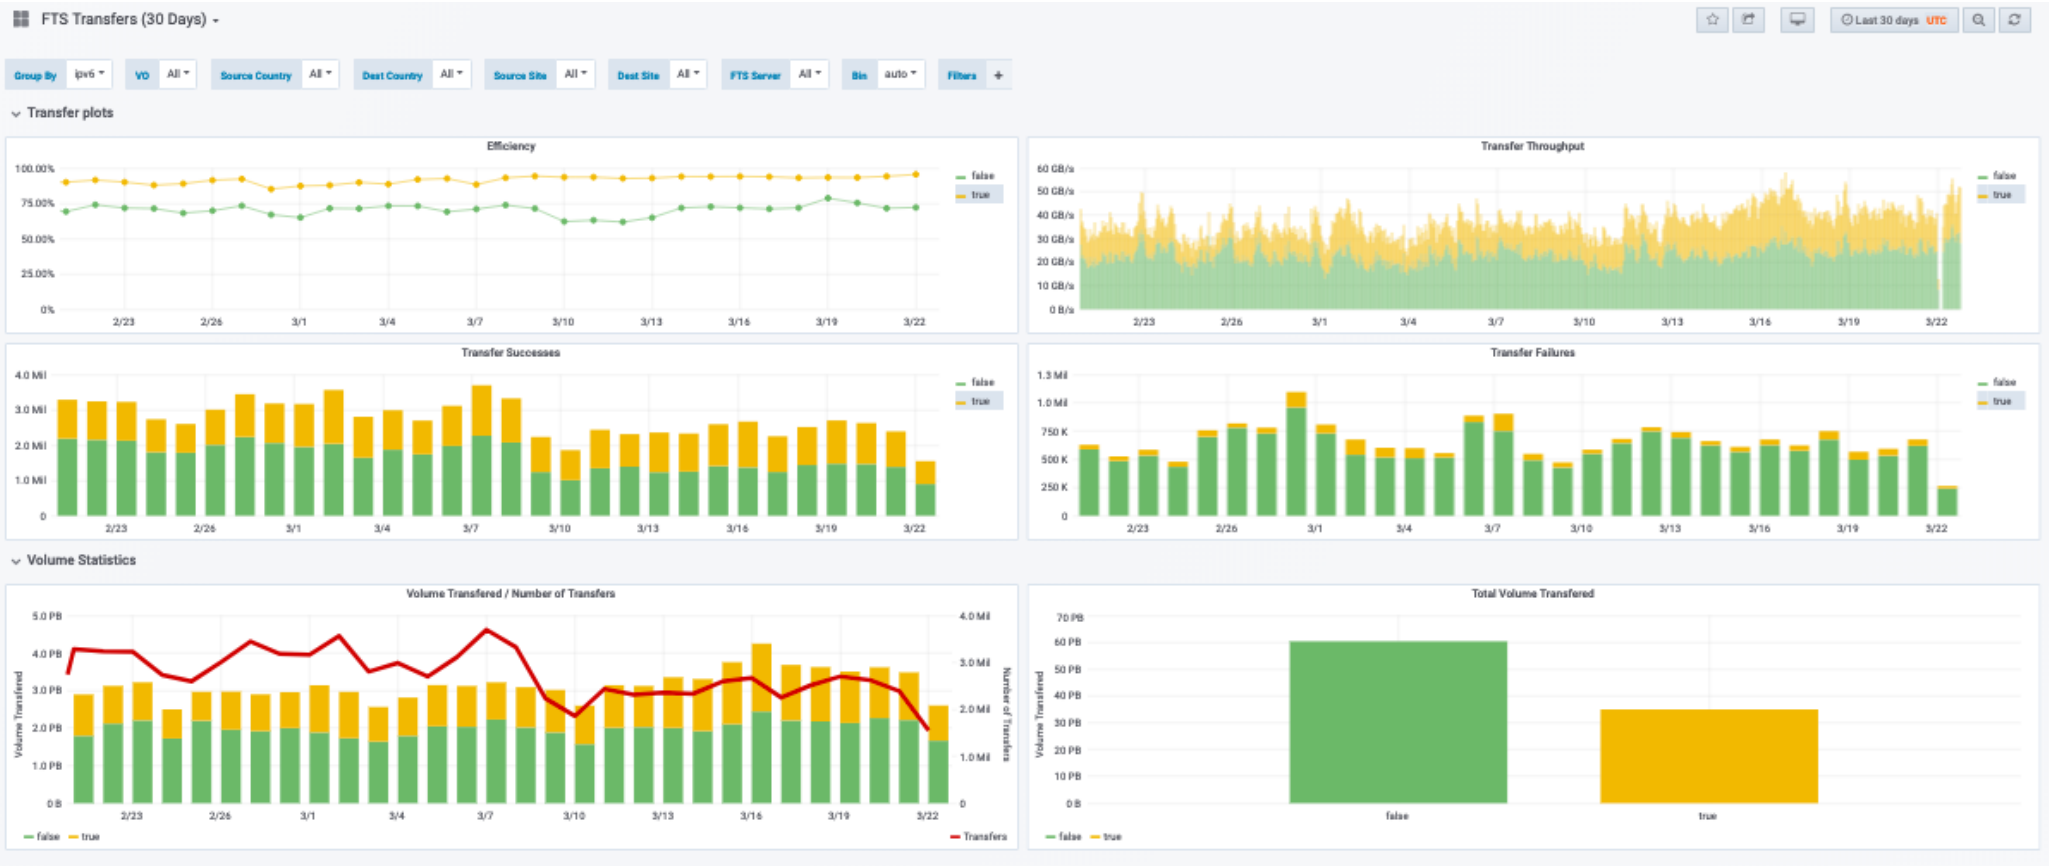 FTS Transfers (30 Days)
Last 30 days UTC
Group By ipv6 VO All Source Country All Dest Country All Source Site All Dest Site All FTS Server All Bin auto Filters +
Transfer plots
Efficiency
100.00%
75.00%
50.00%
25.00%
0%
2/23 2/26 3/1 3/4 3/7 3/10 3/13 3/16 3/19 3/22
false
true
Transfer Throughput
60 GB/s
50 GB/s
40 GB/s
30 GB/s
20 GB/s
10 GB/s
0 B/s
2/23 2/26 3/1 3/4 3/7 3/10 3/13 3/16 3/19 3/22
false
true
Transfer Successes
4.0 Mil
3.0 Mil
2.0 Mil
1.0 Mil
0
2/23 2/26 3/1 3/4 3/7 3/10 3/13 3/16 3/19 3/22
false
true
Transfer Failures
1.3 Mil
1.0 Mil
750 K
500 K
250 K
0
2/23 2/26 3/1 3/4 3/7 3/10 3/13 3/16 3/19 3/22
false
true
Volume Statistics
Volume Transfered / Number of Transfers
Volume Transfered
5.0 PB
4.0 PB
3.0 PB
2.0 PB
1.0 PB
0 B
4.0 Mil
3.0 Mil
2.0 Mil
1.0 Mil
0
Number of Transfers
2/23 2/26 3/1 3/4 3/7 3/10 3/13 3/16 3/19 3/22
false true Transfers
Total Volume Transfered
Volume Transfered
70 PB
60 PB
50 PB
40 PB
30 PB
20 PB
10 PB
0 B
false true
false true